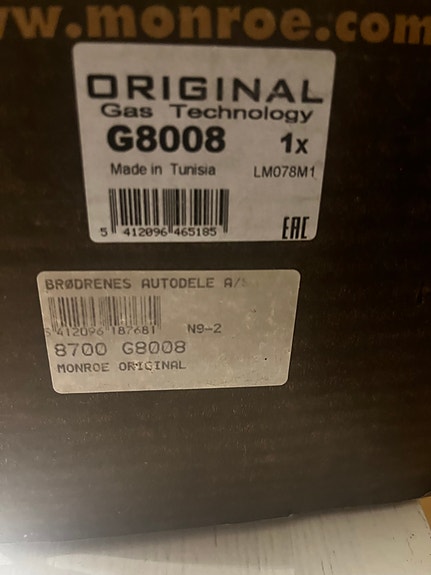 w.monroe.com
ORIGINAL
Gas Technology
G8008 1x
Made in Tunisia LM078M1
5 412096 465185
EAC
BRØDRENES AUTODELE A/S
5 412096 187681 N9-2
8700 G8008
MONROE ORIGINAL